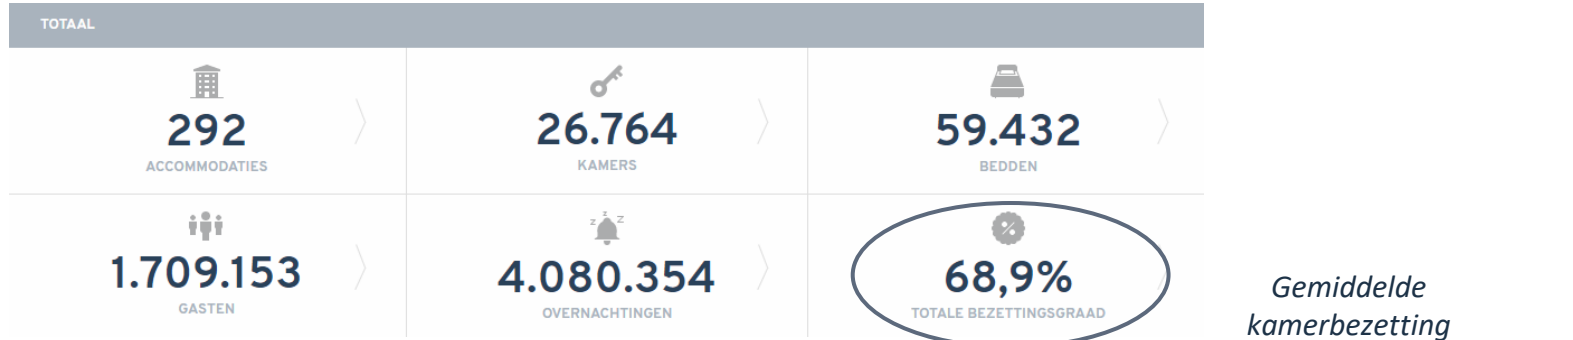 TOTAAL
292
ACCOMMODATIES
26.764
KAMERS
59.432
BEDDEN
1.709.153
GASTEN
z z z
4.080.354
OVERNACHTINGEN
%
68,9%
TOTALE BEZETTINGSGRAAD
Gemiddelde
kamerbezetting